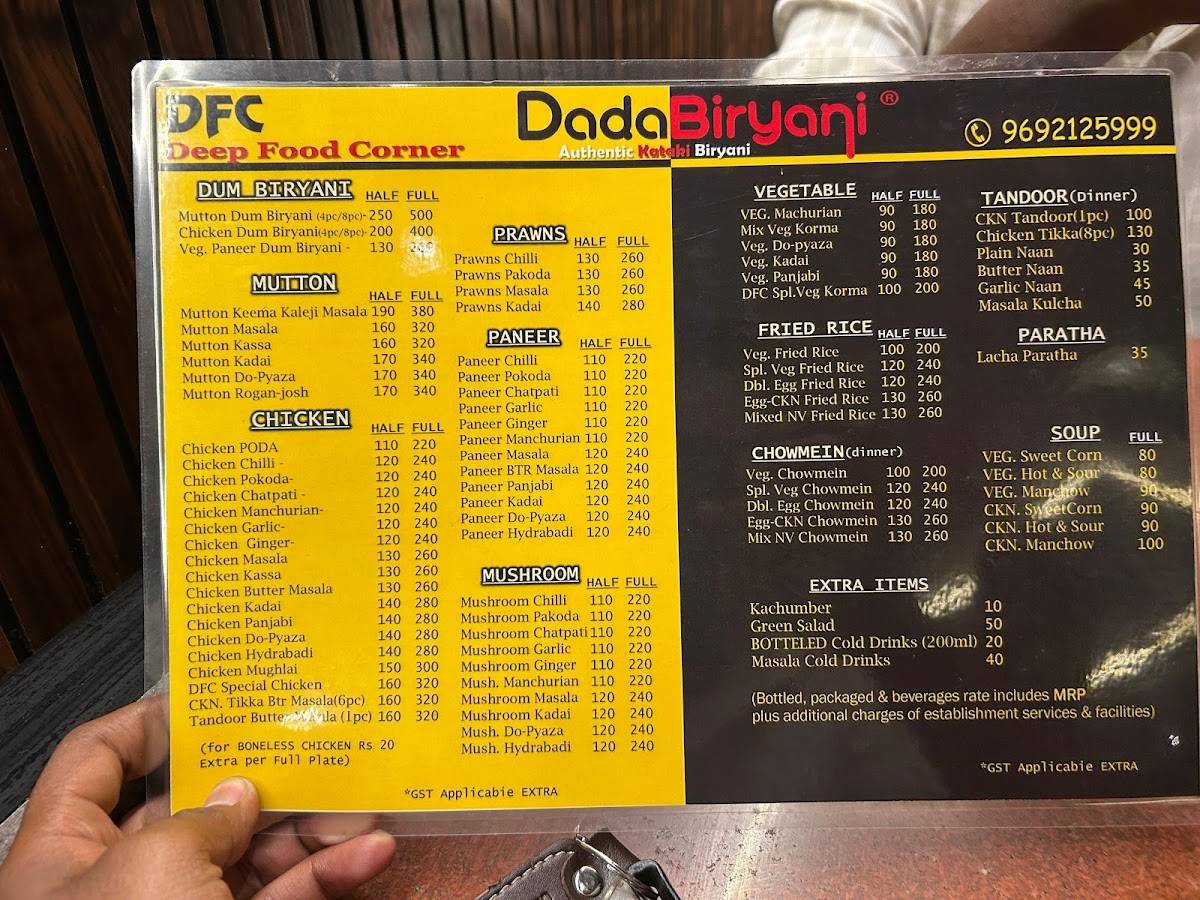 DFC
Deep Food Corner
DadaBiryani ®
Authentic Kataki Biryani
9692125999
DUM BIRYANI HALF FULL
Mutton Dum Biryani (4pc/8pc)- 250 500
Chicken Dum Biryani(4pc/8pc)- 200 400
Veg. Paneer Dum Biryani - 130
MUTTON
HALF FULL
Mutton Keema Kaleji Masala 190 380
Mutton Masala 160 320
Mutton Kassa 160 320
Mutton Kadai 170 340
Mutton Do-Pyaza 170 340
Mutton Rogan-josh 170 340
CHICKEN
HALF FULL
Chicken PODA 110 220
Chicken Chilli - 120 240
Chicken Pokoda- 120 240
Chicken Chatpati - 120 240
Chicken Manchurian- 120 240
Chicken Garlic- 120 240
Chicken Ginger- 120 240
Chicken Masala 130 260
Chicken Kassa 130 260
Chicken Butter Masala 130 260
Chicken Kadai 140 280
Chicken Panjabi 140 280
Chicken Do-Pyaza 140 280
Chicken Hydrabadi 140 280
Chicken Mughlai 150 300
DFC Special Chicken 160 320
CKN. Tikka Btr Masala(6pc) 160 320
Tandoor Butter (1pc) 160 320
(for BONELESS CHICKEN Rs 20
Extra per Full Plate)
PRAWNS HALF FULL
Prawns Chilli 130 260
Prawns Pakoda 130 260
Prawns Masala 130 260
Prawns Kadai 140 280
PANEER HALF FULL
Paneer Chilli 110 220
Paneer Pokoda 110 220
Paneer Chatpati 110 220
Paneer Garlic 110 220
Paneer Ginger 110 220
Paneer Manchurian 110 220
Paneer Masala 120 240
Paneer BTR Masala 120 240
Paneer Panjabi 120 240
Paneer Kadai 120 240
Paneer Do-Pyaza 120 240
Paneer Hydrabadi 120 240
MUSHROOM HALF FULL
Mushroom Chilli 110 220
Mushroom Pakoda 110 220
Mushroom Chatpati 110 220
Mushroom Garlic 110 220
Mushroom Ginger 110 220
Mush. Manchurian 110 220
Mushroom Masala 120 240
Mushroom Kadai 120 240
Mush. Do-Pyaza 120 240
Mush. Hydrabadi 120 240
*GST Applicabie EXTRA
VEGETABLE HALF FULL
VEG. Machurian 90 180
Mix Veg Korma 90 180
Veg. Do-pyaza 90 180
Veg. Kadai 90 180
Veg. Panjabi 90 180
DFC Spl.Veg Korma 100 200
FRIED RICE HALF FULL
Veg. Fried Rice 100 200
Spl. Veg Fried Rice 120 240
Dbl. Egg Fried Rice 120 240
Egg-CKN Fried Rice 130 260
Mixed NV Fried Rice 130 260
CHOWMEIN(dinner)
Veg. Chowmein 100 200
Spl. Veg Chowmein 120 240
Dbl. Egg Chowmein 120 240
Egg-CKN Chowmein 130 260
Mix NV Chowmein 130 260
TANDOOR(Dinner)
CKN Tandoor(1pc) 100
Chicken Tikka(8pc) 130
Plain Naan 30
Butter Naan 35
Garlic Naan 45
Masala Kulcha 50
PARATHA
Lacha Paratha 35
SOUP FULL
VEG. Sweet Corn 80
VEG. Hot & Sour 80
VEG. Manchow 90
CKN. SweetCorn 90
CKN. Hot & Sour 90
CKN. Manchow 100
EXTRA ITEMS
Kachumber 10
Green Salad 50
BOTTELED Cold Drinks (200ml) 20
Masala Cold Drinks 40
(Bottled, packaged & beverages rate includes MRP
plus additional charges of establishment services & facilities)
*GST Applicabie EXTRA